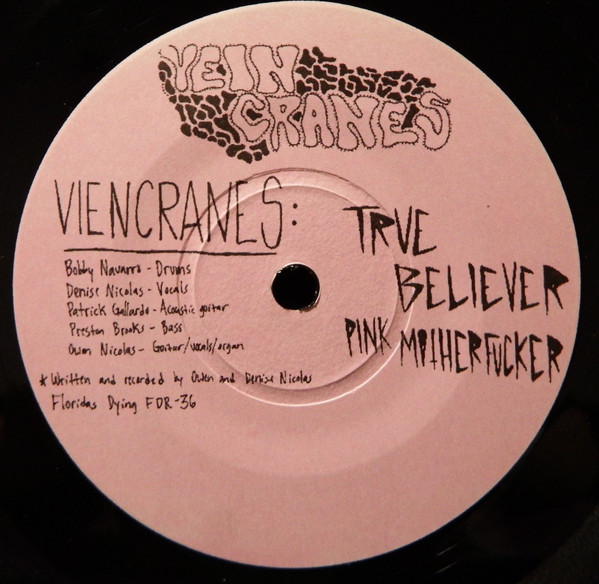 VEIN
CRANES
VIENCRANES:
Bobby Navarro - Drums
Denise Nicolas - Vocals
Patrick Gallardo - Acoustic guitar
Preston Brooks - Bass
Owen Nicolas - Guitar/vocals/organ
* Written and recorded by Owen and Denise Nicolas
Floridas Dying FDR-36
TRVE
BELIEVER
PINK MOTHERFUCKER